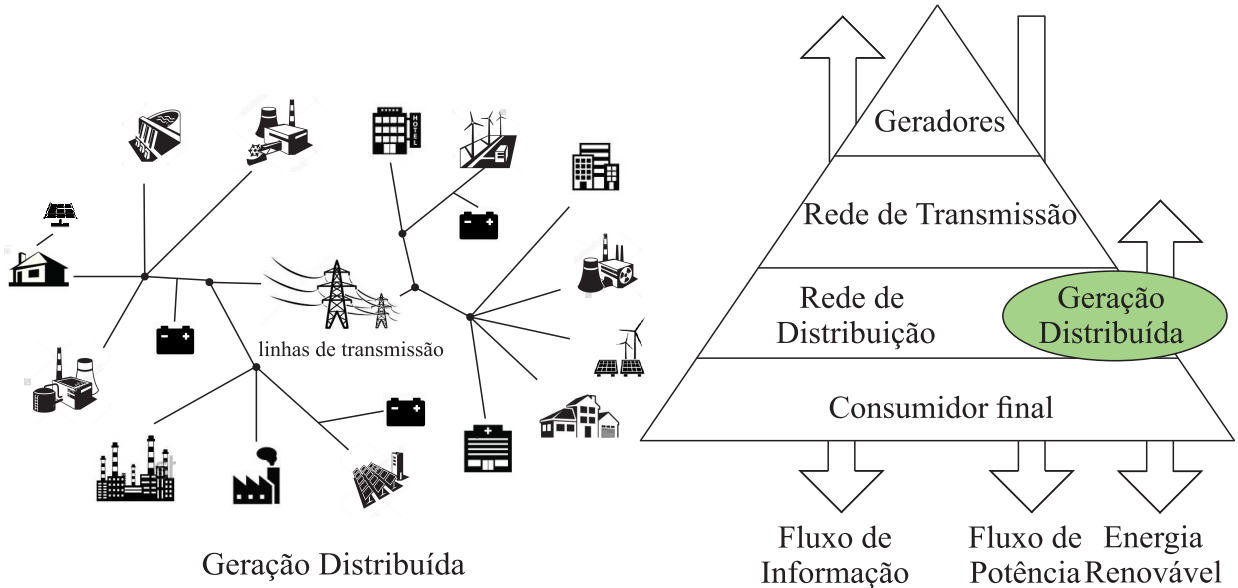 HOTEL
linhas de transmissão
Geração Distribuída
Geradores
Rede de Transmissão
Rede de
Distribuição
Geração
Distribuída
Consumidor final
Fluxo de
Informação
Fluxo de
Potência
Energia
Renovável